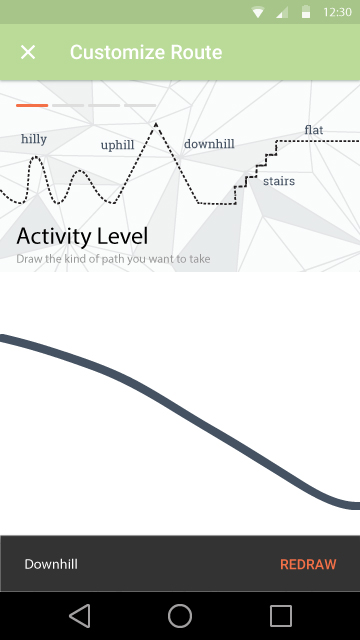 12:30
Customize Route
hilly
uphill
downhill
flat
stairs
Activity Level
Draw the kind of path you want to take
Downhill
REDRAW